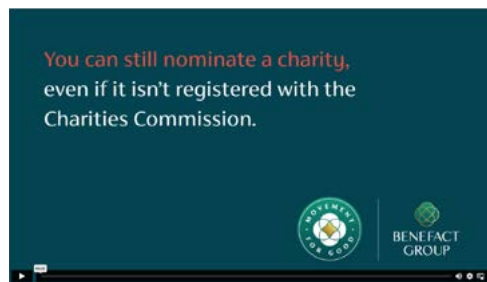 You can still nominate a charity,
even if it isn't registered with the
Charities Commission.
MOVEMENT
FOR GOOD
BENEFACT
GROUP